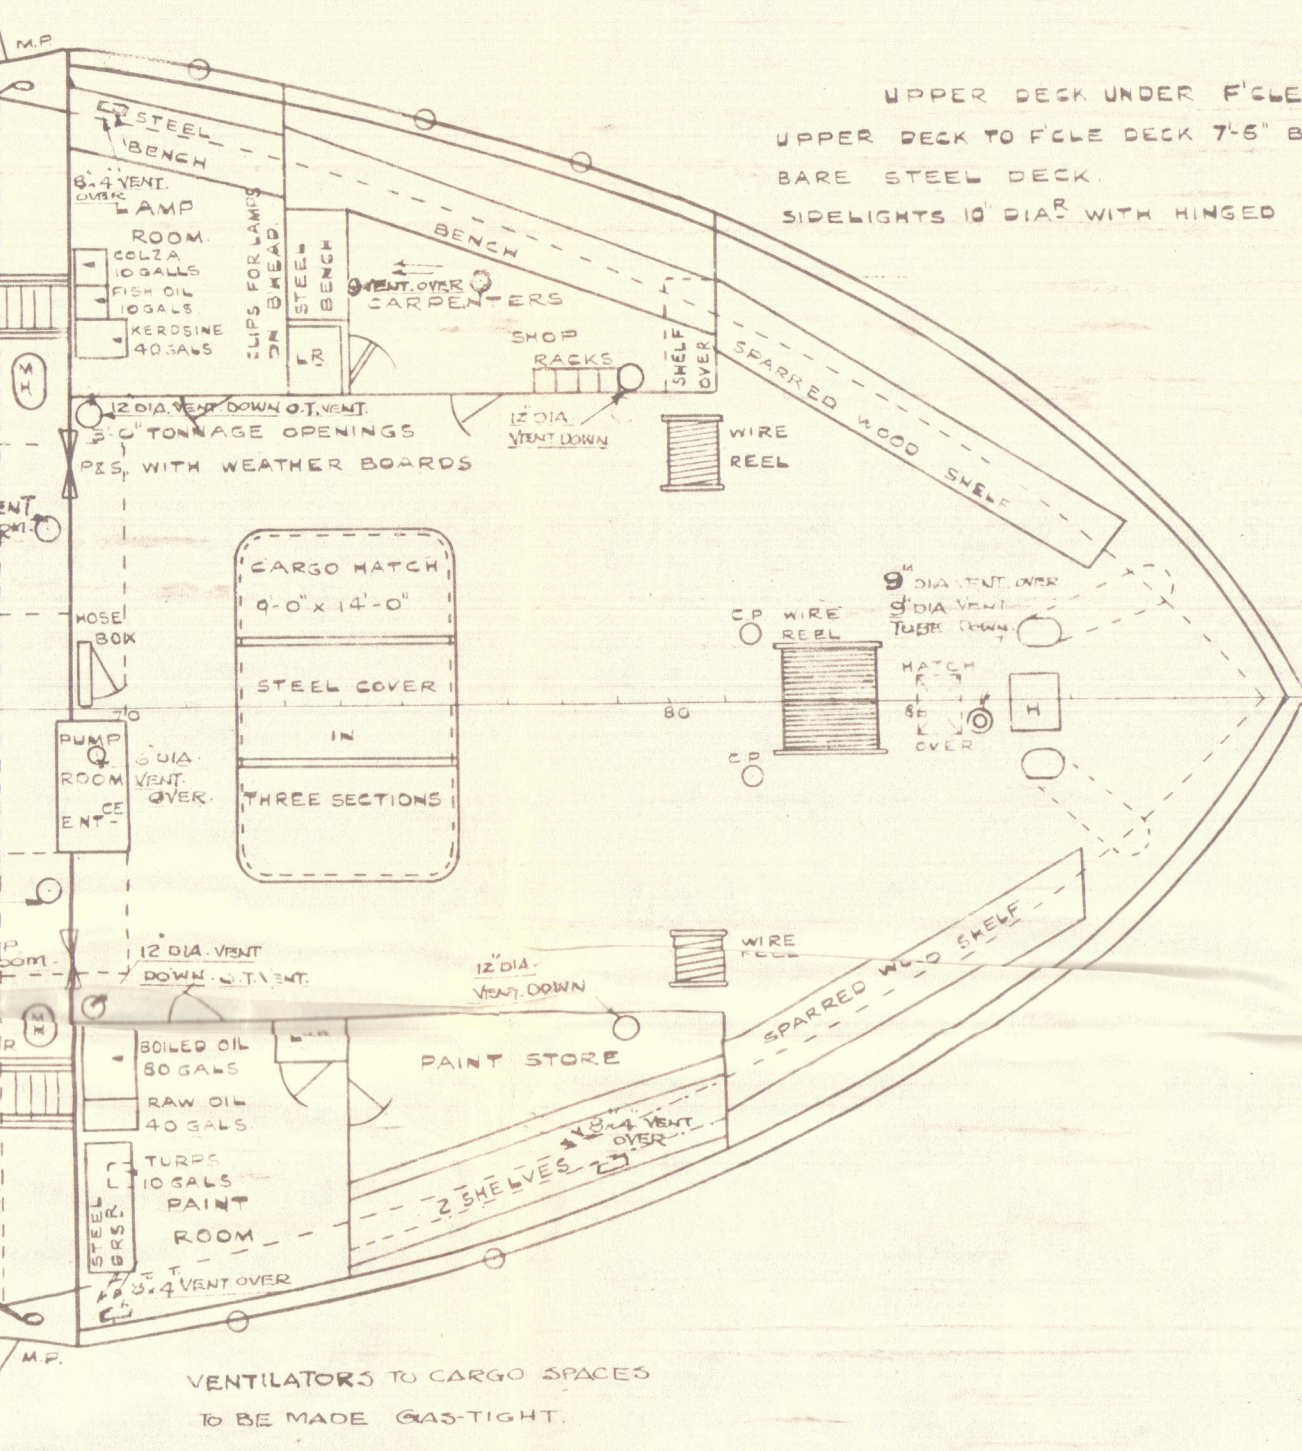 M.P.
UPPER DECK UNDER F'CLE
UPPER DECK TO F'CLE DECK 7'-6" B
BARE STEEL DECK.
SIDELIGHTS 10" DIAR WITH HINGED
STEEL
BENCH
8"x4" VENT.
OVER
LAMP
ROOM.
COLZA
10 GALLS
FISH OIL
10 GALS.
KEROSINE
40 GALS
CLIPS FOR LAMPS
ON B'HEAD.
STEEL
BENCH
BENCH
VENT. OVER
CARPENTERS
SHOP
RACKS
SHELF
OVER
SPARRED WOOD SHELF
MH
12" DIA. VENT. DOWN O.T. VENT.
3'-0" TONNAGE OPENINGS
P&S. WITH WEATHER BOARDS
12" DIA.
VENT DOWN
WIRE
REEL
CARGO HATCH
9'-0" x 14'-0"
STEEL COVER
IN
THREE SECTIONS
HOSE
BOX
70
80
C.P
WIRE
REEL
9" DIA VENT. OVER
9" DIA VENT
TUBE DOWN.
HATCH
OVER
H
C.P
PUMP
ROOM
ENT-CE
6" DIA.
VENT.
OVER.
12" DIA. VENT
DOWN. O.T. VENT.
12" DIA.
VENT. DOWN
WIRE
REEL
SPARRED WOOD SHELF
MH
BOILED OIL
80 GALS
RAW OIL
40 GALS.
TURPS
10 GALS
PAINT
ROOM
STEEL
PAINT STORE
8"x4" VENT
OVER
2 SHELVES
8"x4" VENT OVER
M.P.
VENTILATORS TO CARGO SPACES
TO BE MADE GAS-TIGHT.